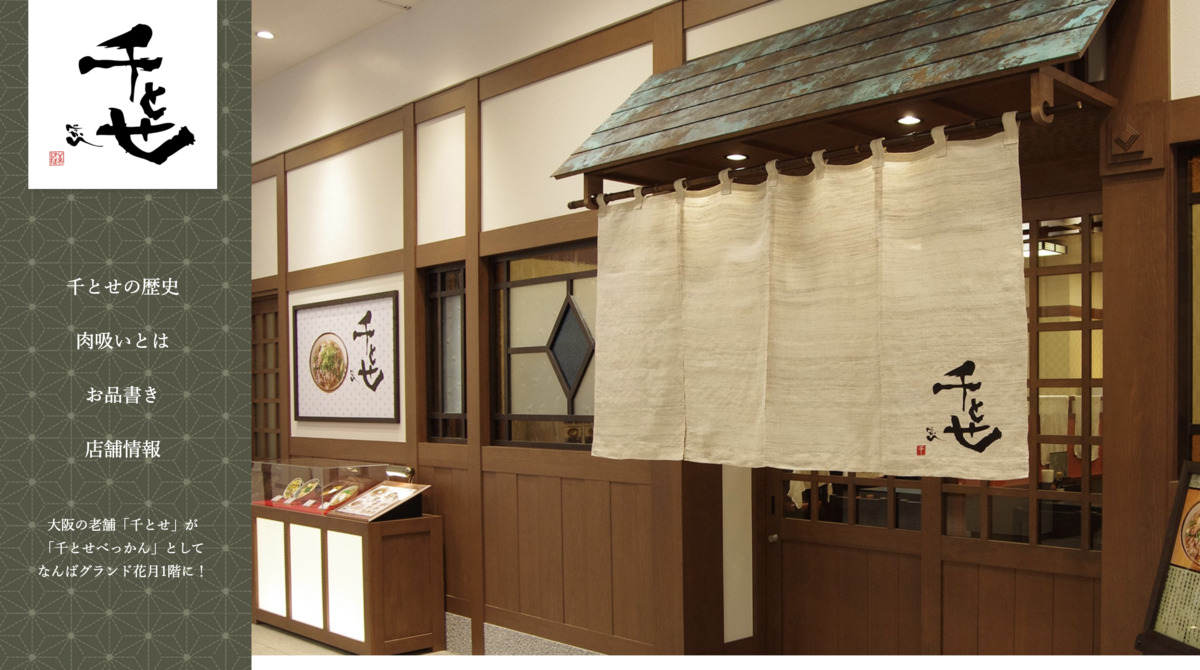 千とせ
千とせの歴史
肉吸いとは
お品書き
店舗情報
大阪の老舗「千とせ」が
「千とせべっかん」として
なんばグランド花月1階に！
千とせ
千とせ